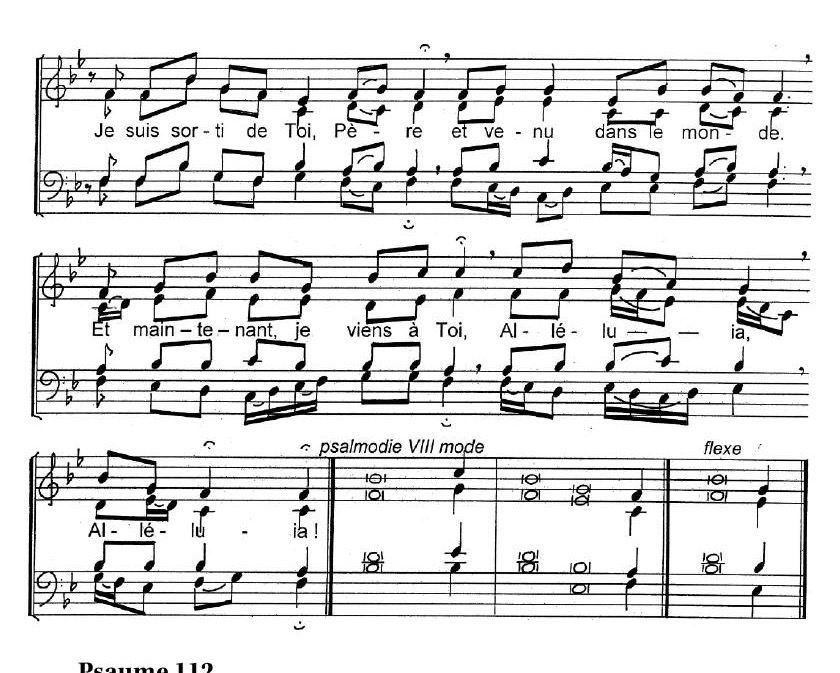 Je suis sor - ti de Toi, Pè - re et ve - nu dans le mon - de.
Et main – te – nant, je viens à Toi, Al - lé - lu — — ia,
psalmodie VIII mode flexe
Al - lé - lu - ia !
Psaume 112